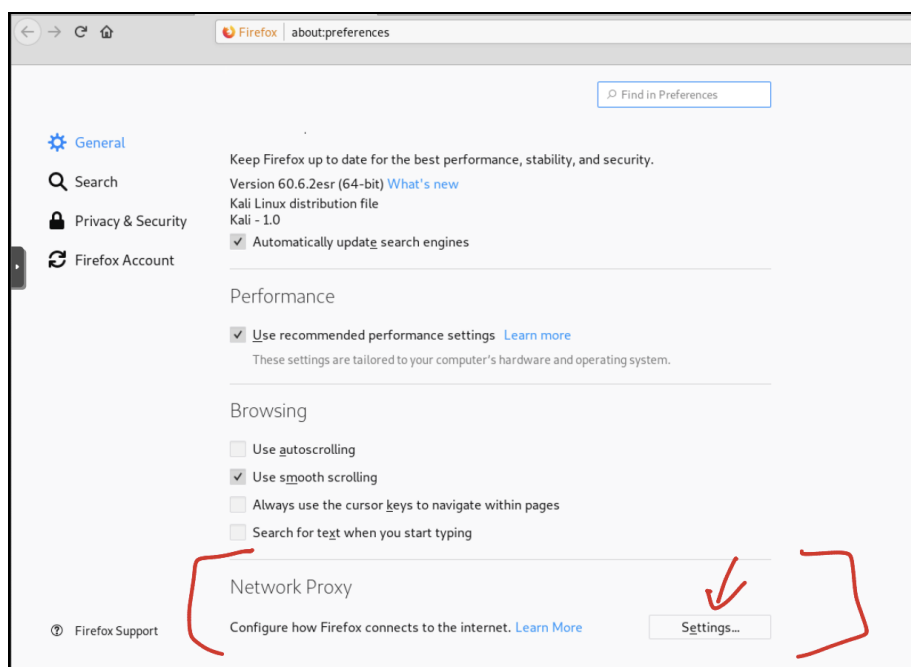 Firefox about:preferences
Find in Preferences
General
Search
Privacy & Security
Firefox Account
Keep Firefox up to date for the best performance, stability, and security.
Version 60.6.2esr (64-bit) What's new
Kali Linux distribution file
Kali - 1.0
Automatically update search engines
Performance
Use recommended performance settings Learn more
These settings are tailored to your computer's hardware and operating system.
Browsing
Use autoscrolling
Use smooth scrolling
Always use the cursor keys to navigate within pages
Search for text when you start typing
Network Proxy
Configure how Firefox connects to the internet. Learn More Settings...
Firefox Support